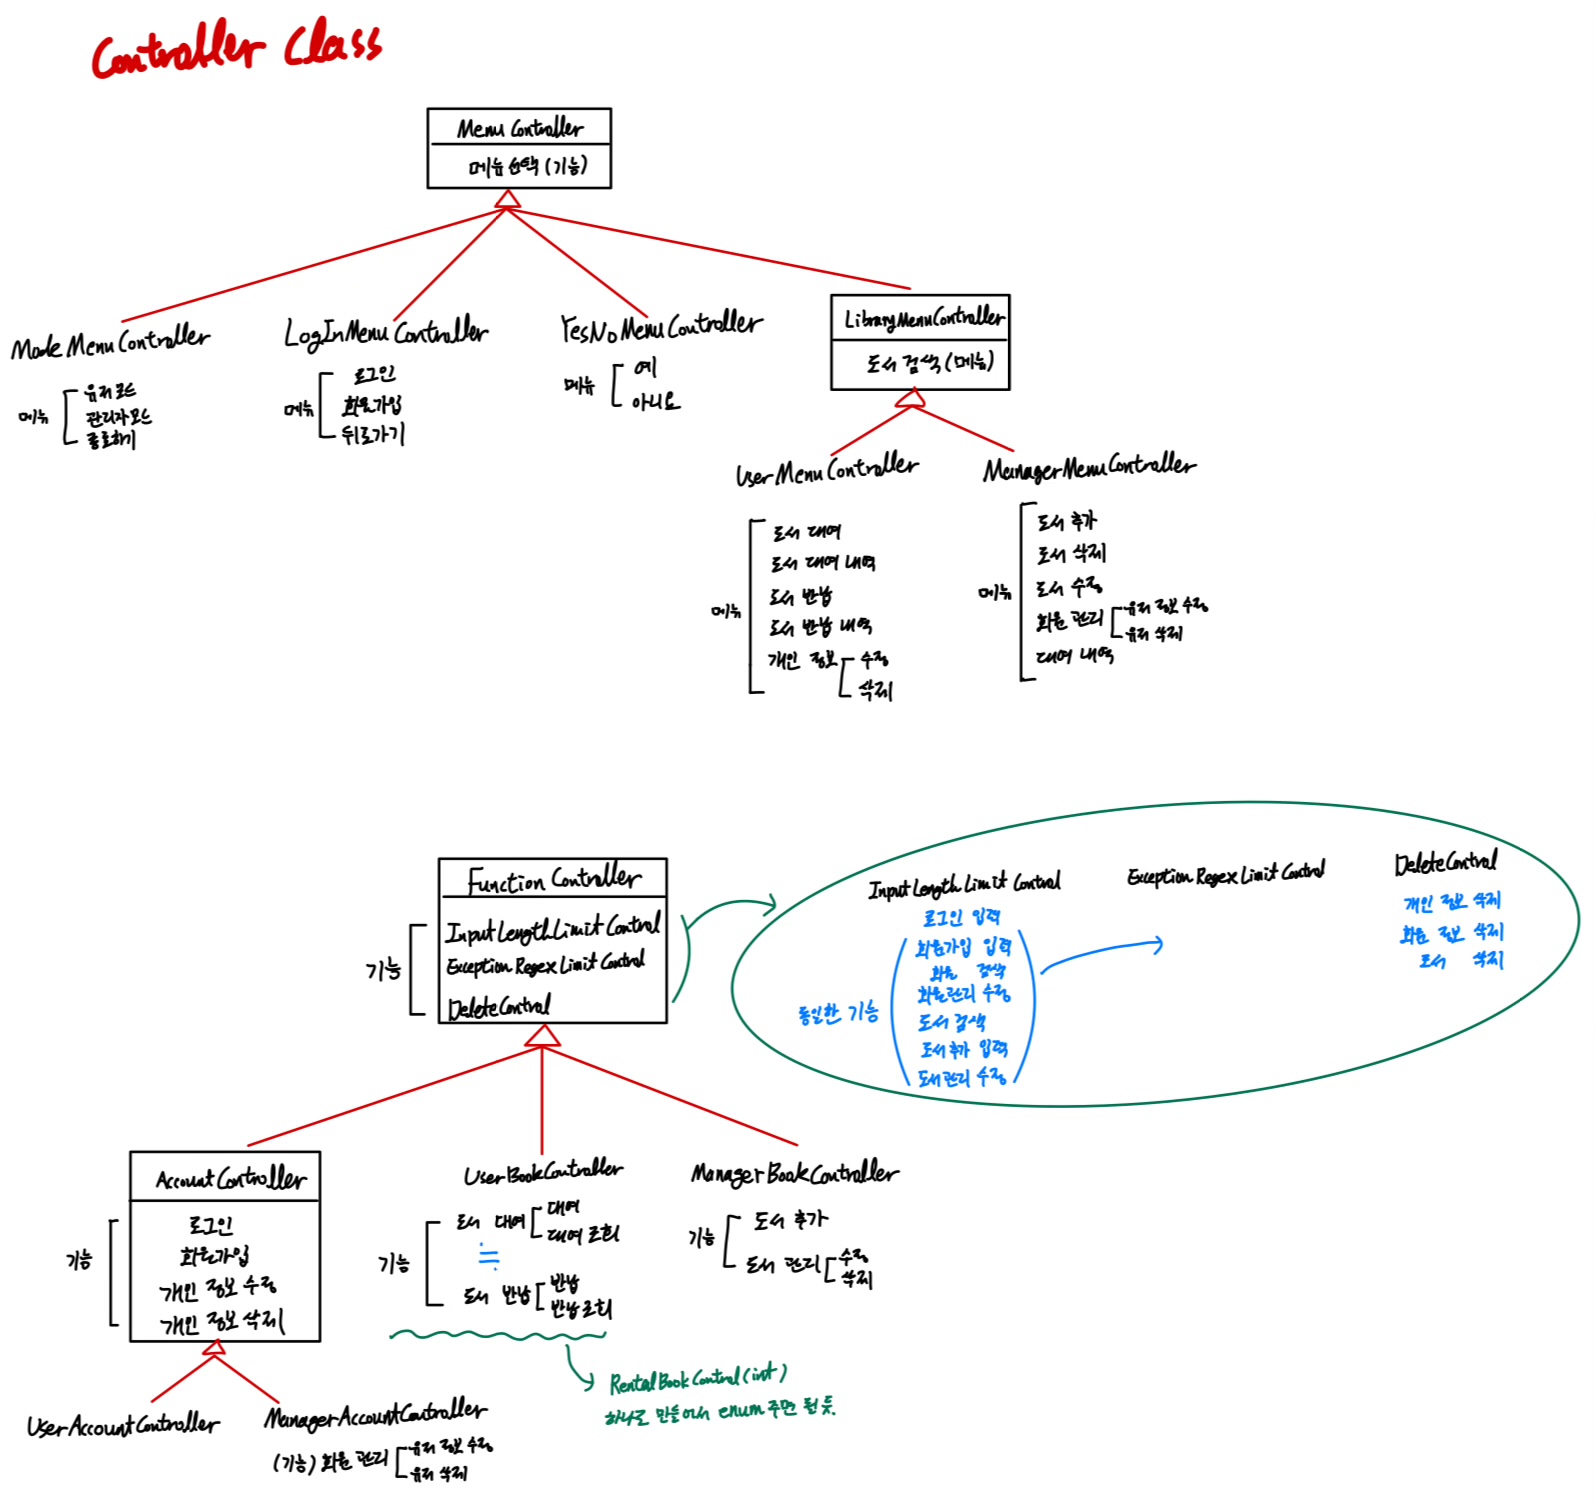 Controller Class
Menu Controller
메뉴 선택 (기능)
Mode Menu Controller
메뉴
유저 모드
관리자 모드
종료하기
LogIn Menu Controller
메뉴
로그인
회원가입
뒤로가기
YesNo Menu Controller
메뉴
예
아니요
Library Menu Controller
도서 검색 (메뉴)
User Menu Controller
메뉴
도서 대여
도서 대여 내역
도서 반납
도서 반납 내역
개인 정보
수정
삭제
Manager Menu Controller
메뉴
도서 추가
도서 삭제
도서 수정
회원 관리
유저 정보 수정
유저 삭제
대여 내역
Function Controller
기능
InputLengthLimit Control
Exception Regex Limit Control
Delete Control
InputLengthLimit Control
로그인 입력
동일한 기능
회원가입 입력
회원 검색
회원관리 수정
도서 검색
도서추가 입력
도서관리 수정
Exception Regex Limit Control
Delete Control
개인 정보 삭제
회원 정보 삭제
도서 삭제
Account Controller
기능
로그인
회원가입
개인 정보 수정
개인 정보 삭제
User Account Controller
Manager Account Controller
(기능) 회원 관리
유저 정보 수정
유저 삭제
User Book Controller
기능
도서 대여
대여
대여 조회
≒
도서 반납
반납
반납 조회
Rental Book Control (int)
하나로 만들어서 enum 주면 될 듯.
Manager Book Controller
기능
도서 추가
도서 관리
수정
삭제